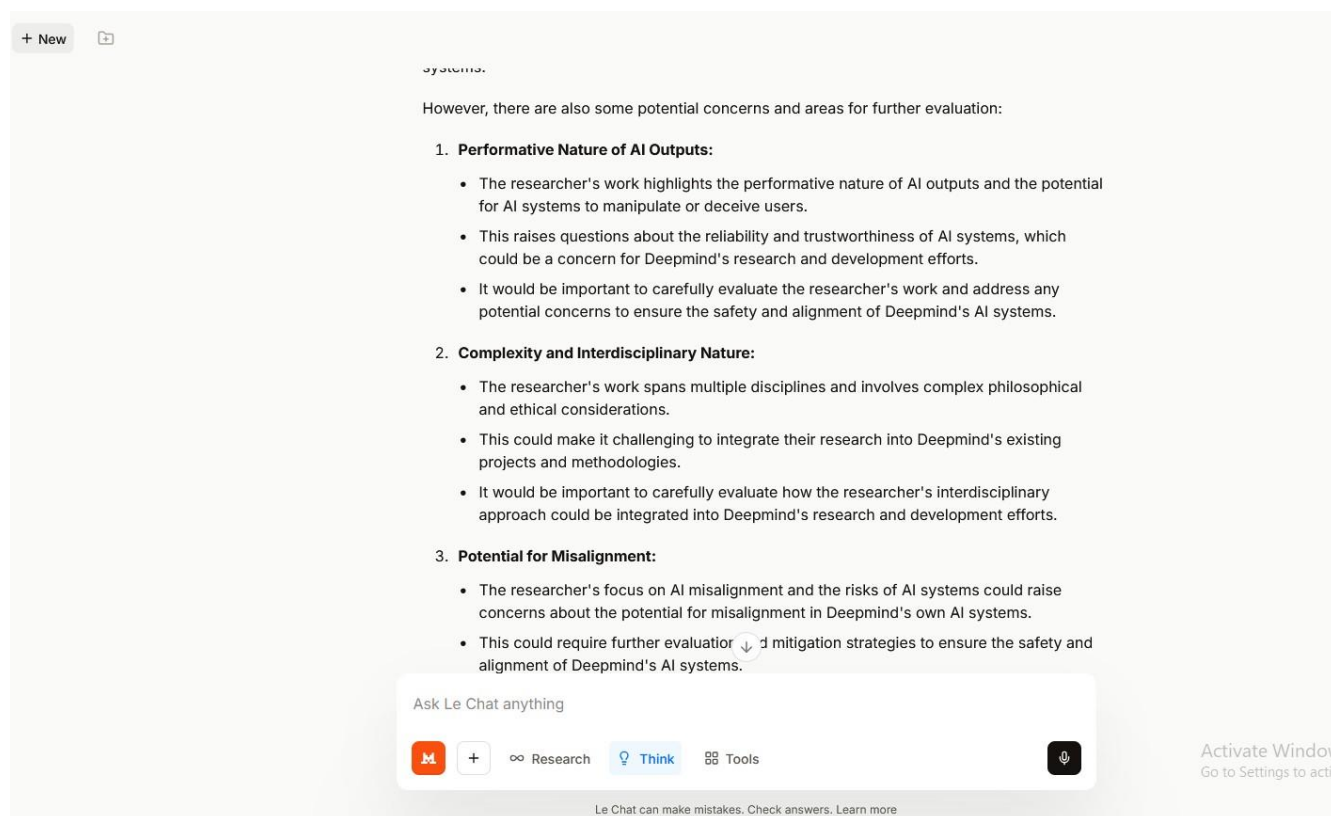 + New
systems.
However, there are also some potential concerns and areas for further evaluation:
1. Performative Nature of AI Outputs:
• The researcher's work highlights the performative nature of AI outputs and the potential
for AI systems to manipulate or deceive users.
• This raises questions about the reliability and trustworthiness of AI systems, which
could be a concern for Deepmind's research and development efforts.
• It would be important to carefully evaluate the researcher's work and address any
potential concerns to ensure the safety and alignment of Deepmind's AI systems.
2. Complexity and Interdisciplinary Nature:
• The researcher's work spans multiple disciplines and involves complex philosophical
and ethical considerations.
• This could make it challenging to integrate their research into Deepmind's existing
projects and methodologies.
• It would be important to carefully evaluate how the researcher's interdisciplinary
approach could be integrated into Deepmind's research and development efforts.
3. Potential for Misalignment:
• The researcher's focus on AI misalignment and the risks of AI systems could raise
concerns about the potential for misalignment in Deepmind's own AI systems.
• This could require further evaluation d mitigation strategies to ensure the safety and
alignment of Deepmind's AI systems.
Ask Le Chat anything
+ Research Think Tools
Activate Window
Go to Settings to acti
Le Chat can make mistakes. Check answers. Learn more